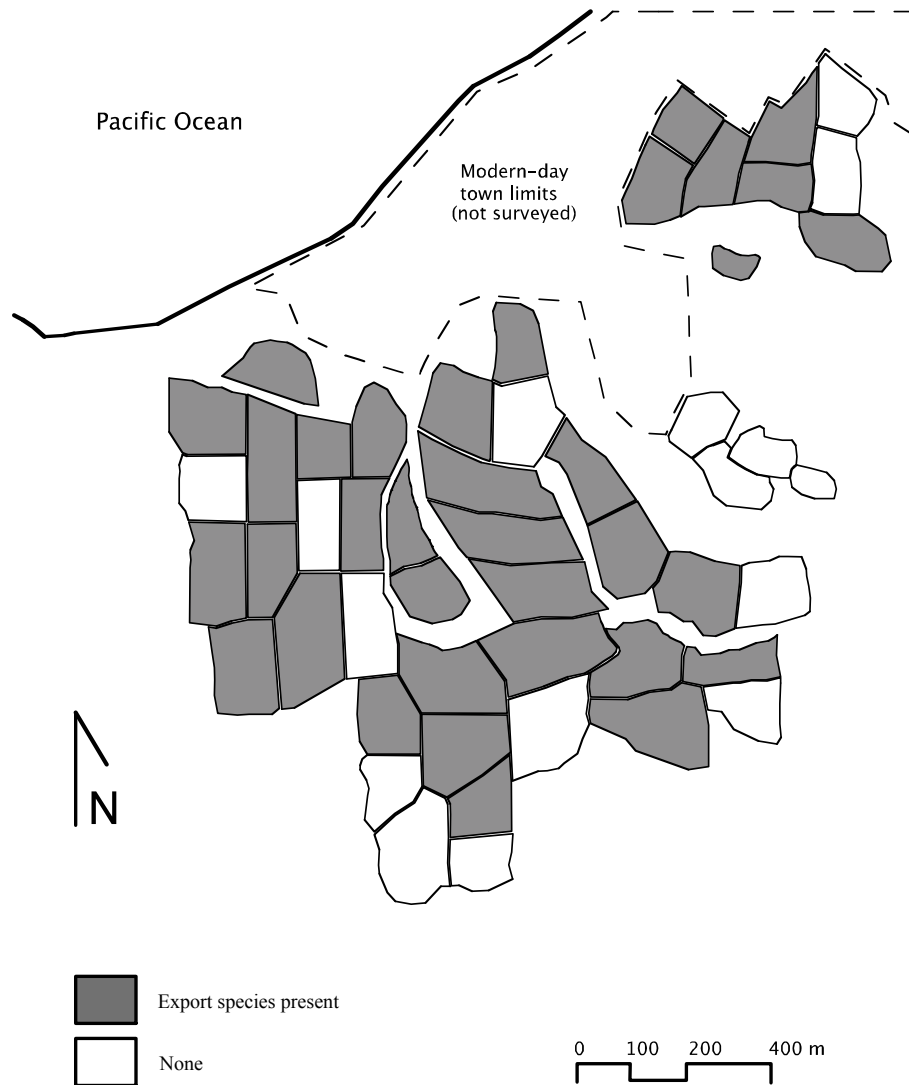 Pacific Ocean
Modern-day
town limits
(not surveyed)
N
Export species present
None
0 100 200 400 m